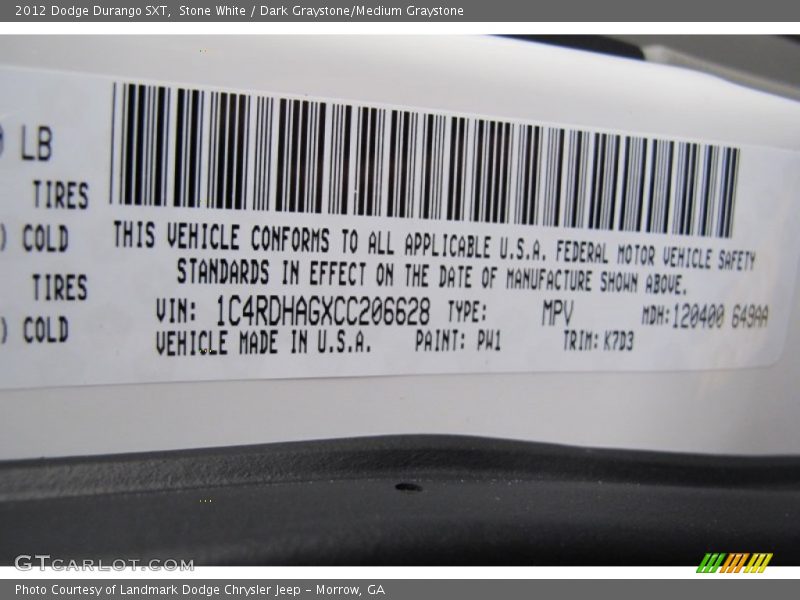 2012 Dodge Durango SXT,  Stone White / Dark Graystone/Medium Graystone
LB
TIRES
) COLD
TIRES
) COLD
THIS VEHICLE CONFORMS TO ALL APPLICABLE U.S.A. FEDERAL MOTOR VEHICLE SAFETY
STANDARDS IN EFFECT ON THE DATE OF MANUFACTURE SHOWN ABOVE.
VIN: 1C4RDHAGXCC206628 TYPE: MPV MDH:120400 649AA
VEHICLE MADE IN U.S.A. PAINT: PW1 TRIM: K7D3
GTCARLOT.COM
Photo Courtesy of Landmark Dodge Chrysler Jeep – Morrow, GA